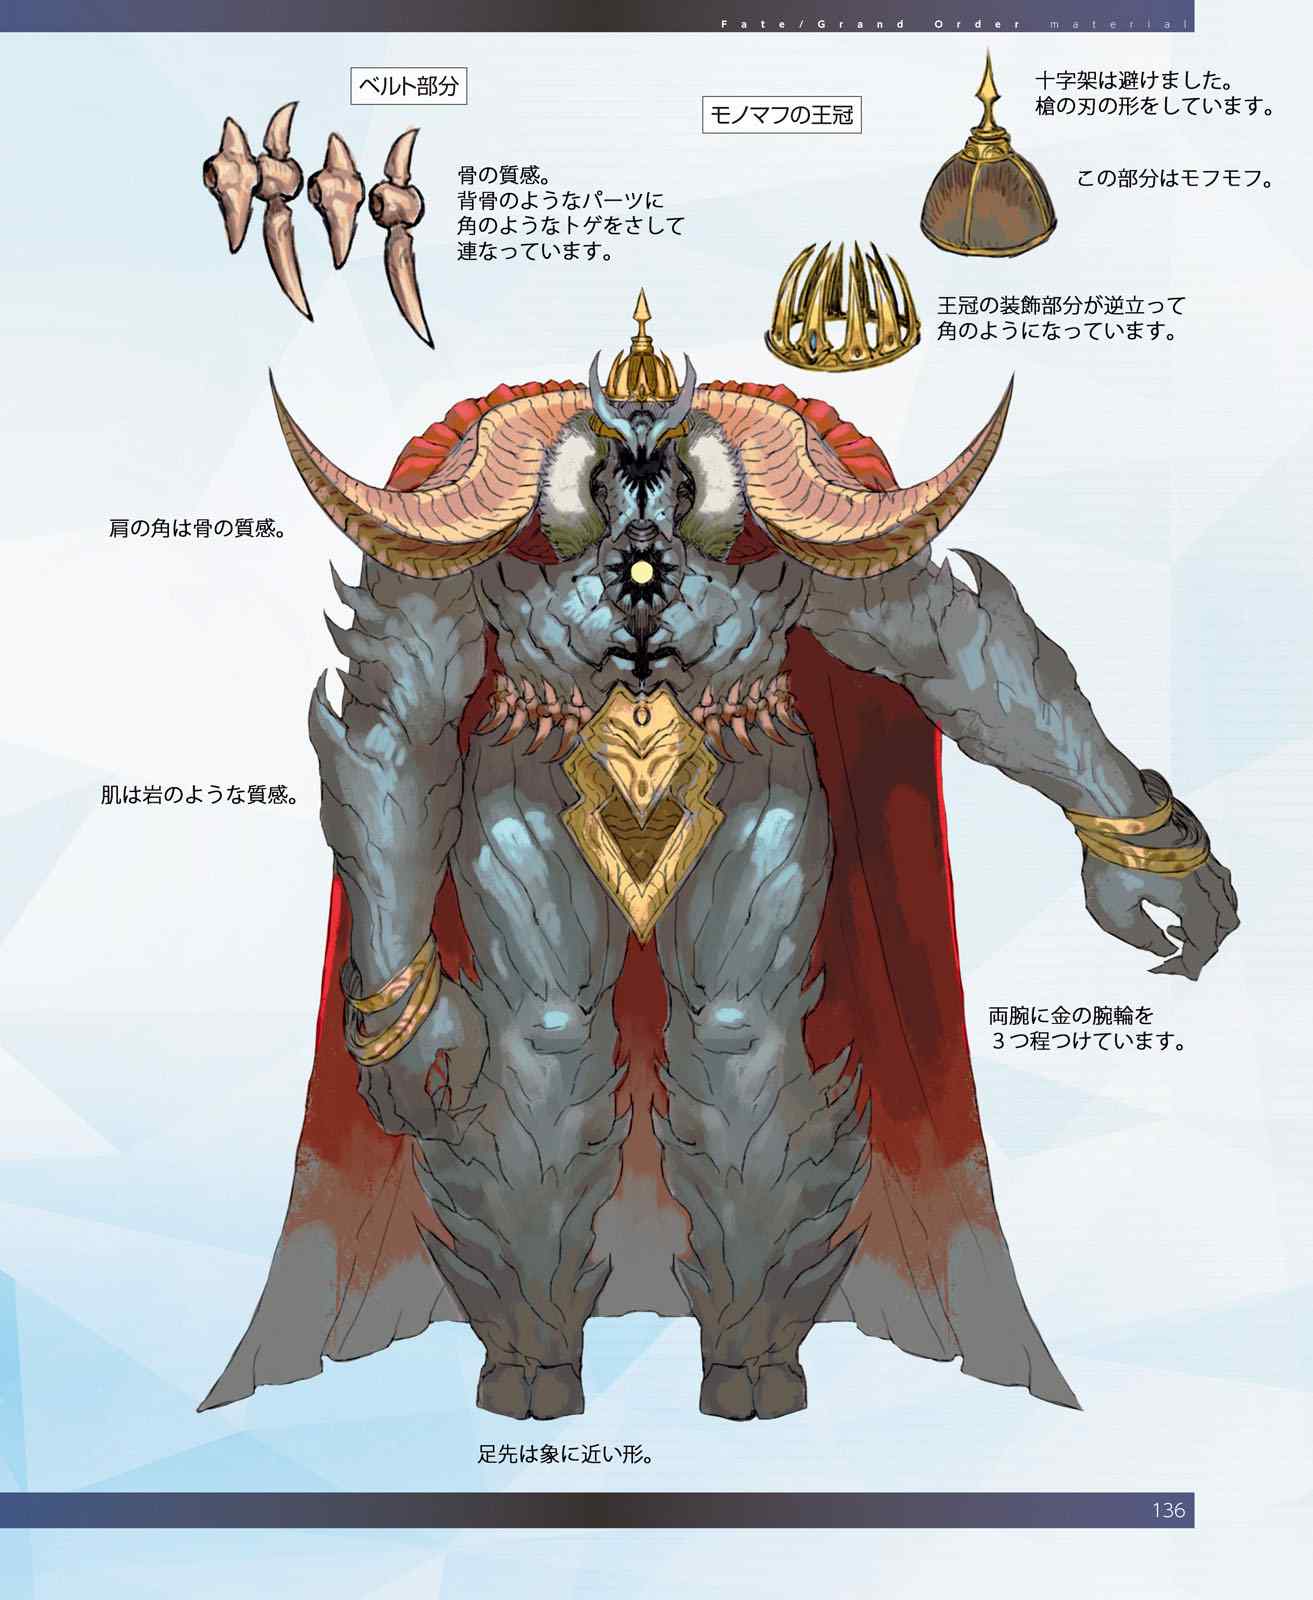 Fate/Grand Order material
ベルト部分
骨の質感。
背骨のようなパーツに
角のようなトゲをさして
連なっています。
モノマフの王冠
十字架は避けました。
槍の刃の形をしています。
この部分はモフモフ。
王冠の装飾部分が逆立って
角のようになっています。
肩の角は骨の質感。
肌は岩のような質感。
両腕に金の腕輪を
３つ程つけています。
足先は象に近い形。
136